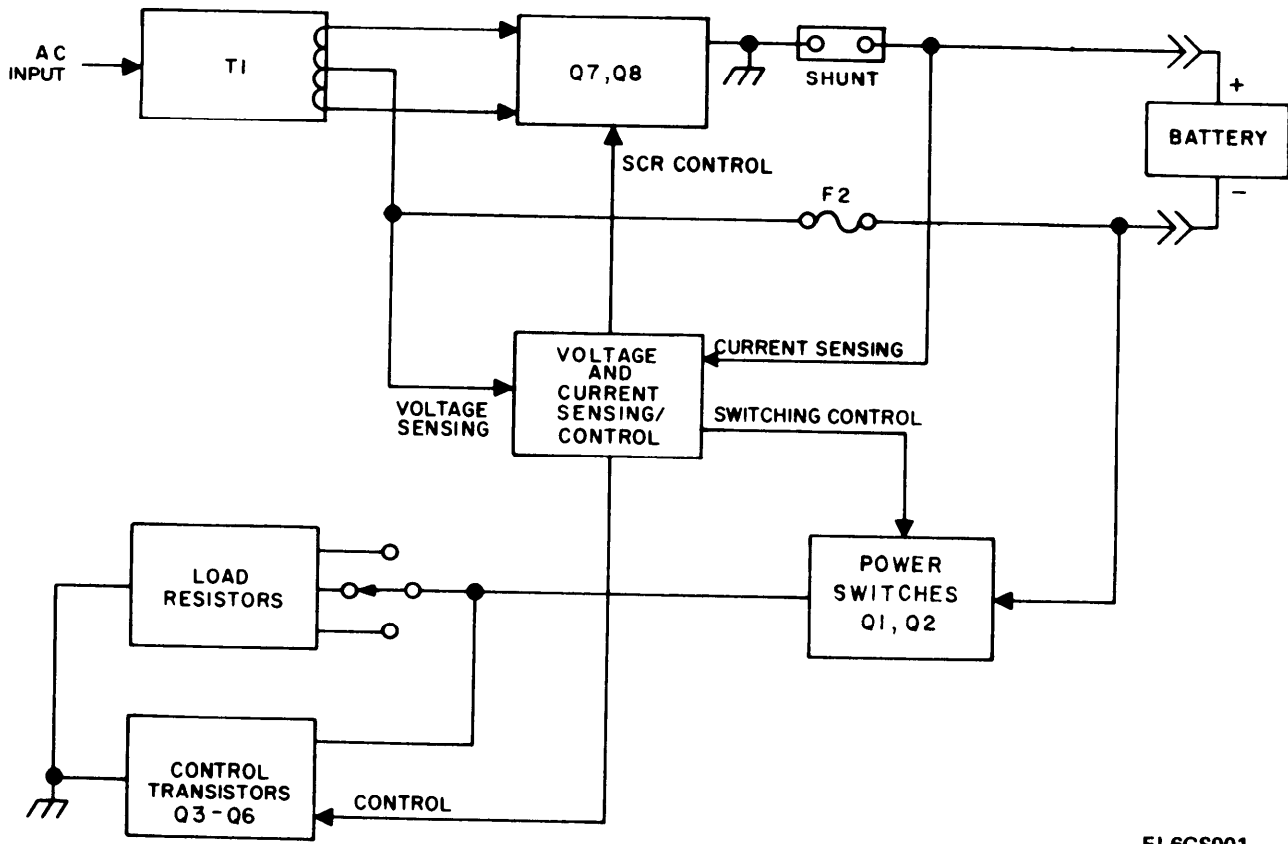 AC
INPUT
T1
Q7, Q8
SHUNT
+
BATTERY
−
SCR CONTROL
F2
VOLTAGE
AND
CURRENT
SENSING/
CONTROL
CURRENT SENSING
VOLTAGE
SENSING
SWITCHING CONTROL
POWER
SWITCHES
Q1, Q2
LOAD
RESISTORS
CONTROL
TRANSISTORS
Q3-Q6
CONTROL